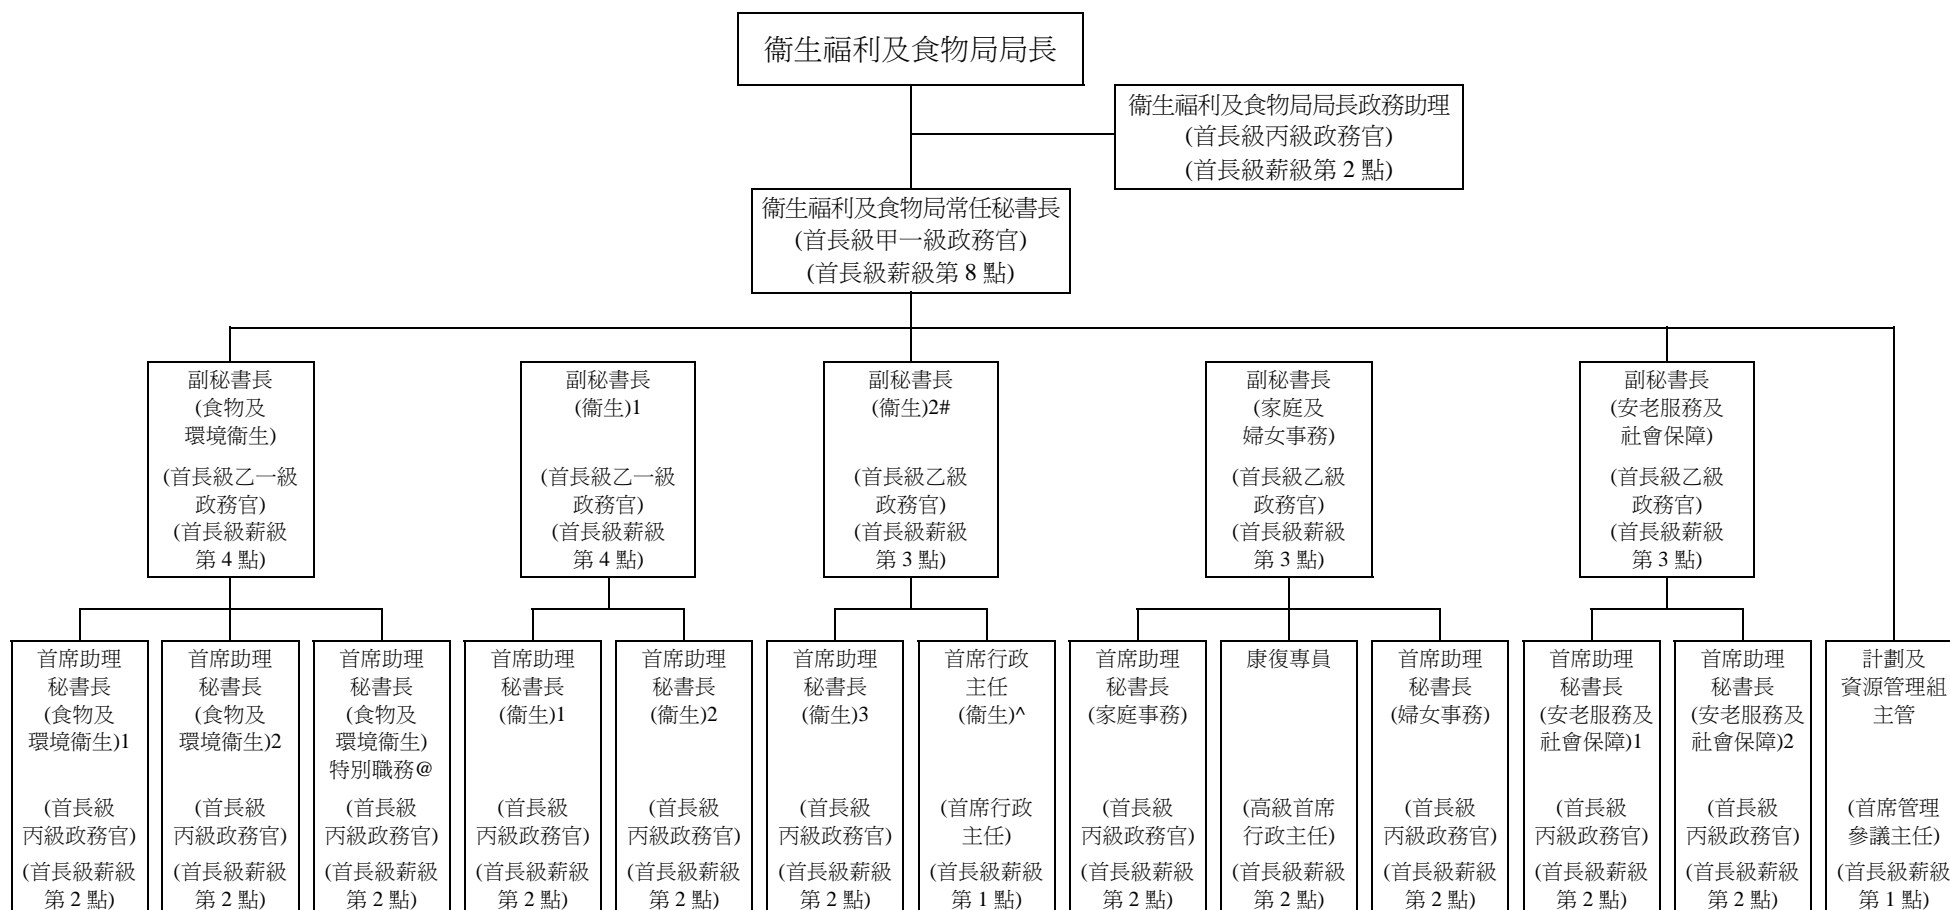 衞生福利及食物局局長
衞生福利及食物局局長政務助理
(首長級丙級政務官)
(首長級薪級第 2 點)
衞生福利及食物局常任秘書長
(首長級甲一級政務官)
(首長級薪級第 8 點)
副秘書長
(食物及
環境衞生)
(首長級乙一級
政務官)
(首長級薪級
第 4 點)
副秘書長
(衞生)1
(首長級乙一級
政務官)
(首長級薪級
第 4 點)
副秘書長
(衞生)2#
(首長級乙級
政務官)
(首長級薪級
第 3 點)
副秘書長
(家庭及
婦女事務)
(首長級乙級
政務官)
(首長級薪級
第 3 點)
副秘書長
(安老服務及
社會保障)
(首長級乙級
政務官)
(首長級薪級
第 3 點)
首席助理
秘書長
(食物及
環境衞生)1
(首長級
丙級政務官)
(首長級薪級
第 2 點)
首席助理
秘書長
(食物及
環境衞生)2
(首長級
丙級政務官)
(首長級薪級
第 2 點)
首席助理
秘書長
(食物及
環境衞生)
特別職務@
(首長級
丙級政務官)
(首長級薪級
第 2 點)
首席助理
秘書長
(衞生)1
(首長級
丙級政務官)
(首長級薪級
第 2 點)
首席助理
秘書長
(衞生)2
(首長級
丙級政務官)
(首長級薪級
第 2 點)
首席助理
秘書長
(衞生)3
(首長級
丙級政務官)
(首長級薪級
第 2 點)
首席行政
主任
(衞生)^
(首席行政
主任)
(首長級薪級
第 1 點)
首席助理
秘書長
(家庭事務)
(首長級
丙級政務官)
(首長級薪級
第 2 點)
康復專員
(高級首席
行政主任)
(首長級薪級
第 2 點)
首席助理
秘書長
(婦女事務)
(首長級
丙級政務官)
(首長級薪級
第 2 點)
首席助理
秘書長
(安老服務及
社會保障)1
(首長級
丙級政務官)
(首長級薪級
第 2 點)
首席助理
秘書長
(安老服務及
社會保障)2
(首長級
丙級政務官)
(首長級薪級
第 2 點)
計劃及
資源管理組
主管
(首席管理
參議主任)
(首長級薪級
第 1 點)